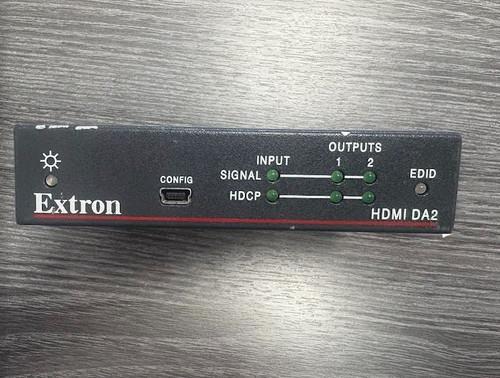 OUTPUTS
INPUT 1 2
CONFIG SIGNAL EDID
HDCP
Extron HDMI DA2